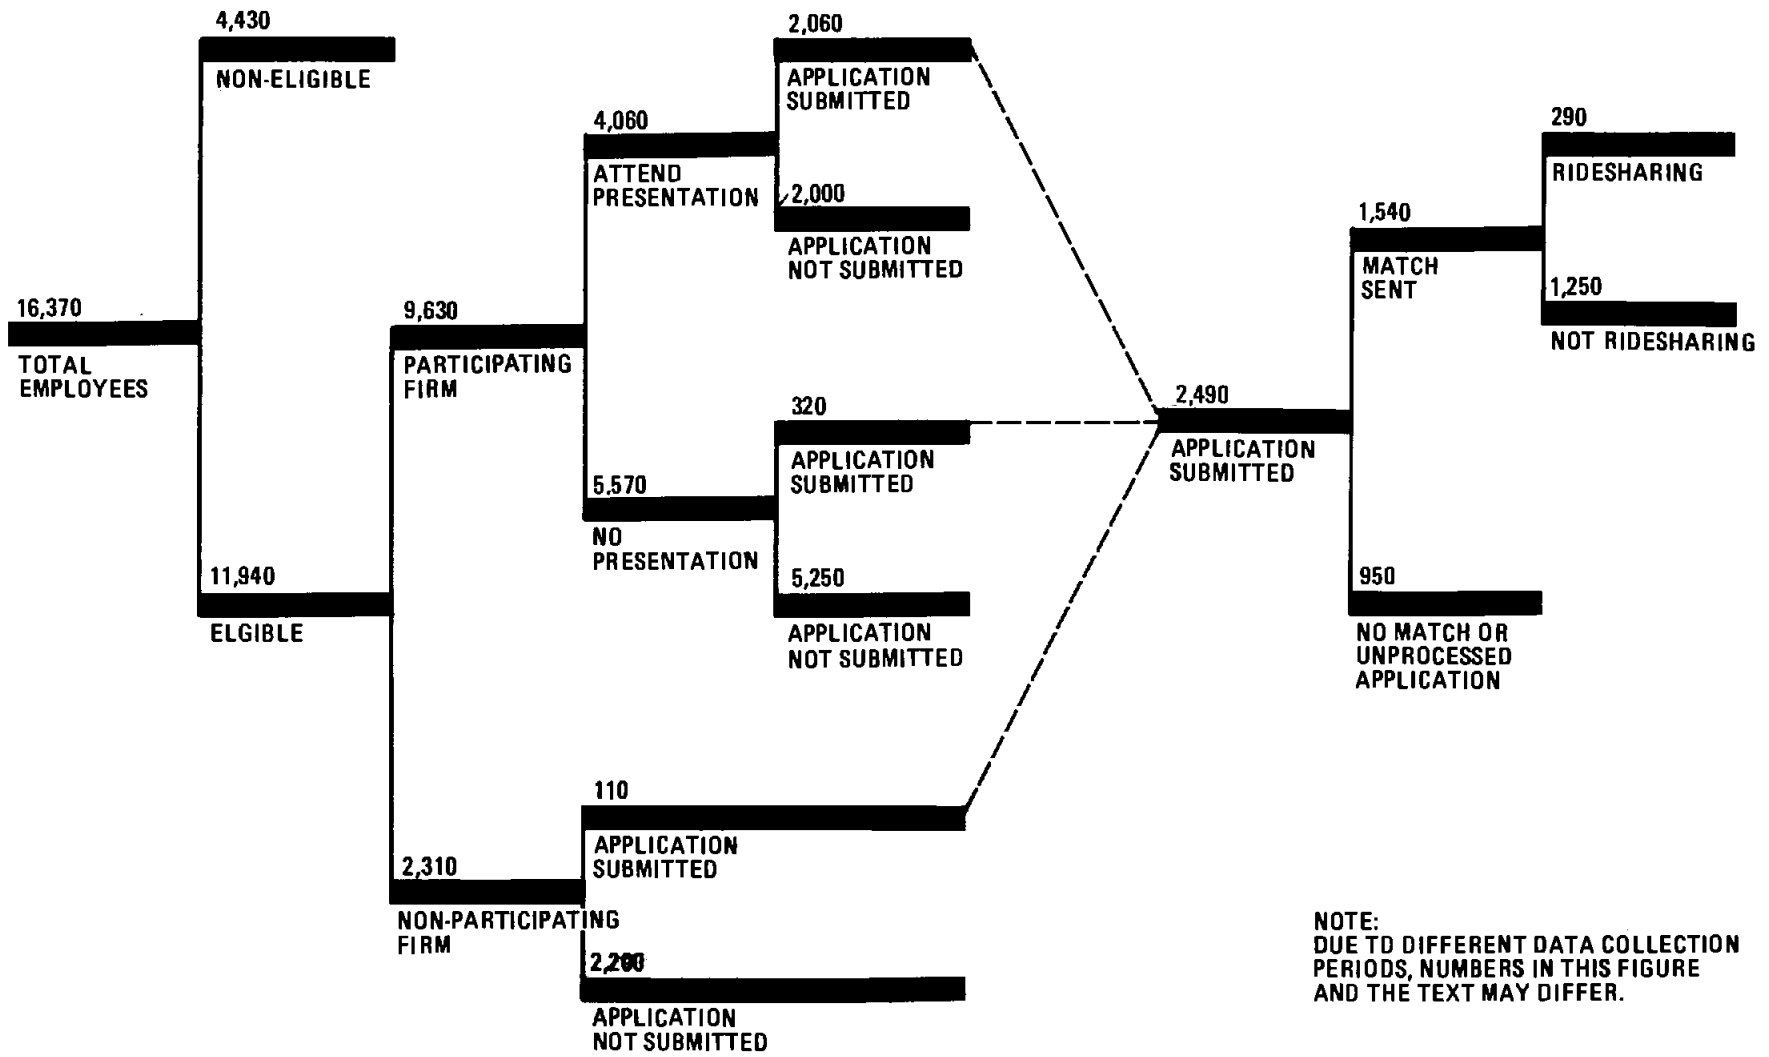 4,430
NON-ELIGIBLE
16,370
TOTAL
EMPLOYEES
11,940
ELGIBLE
9,630
PARTICIPATING
FIRM
2,310
NON-PARTICIPATING
FIRM
4,060
ATTEND
PRESENTATION
5,570
NO
PRESENTATION
2,060
APPLICATION
SUBMITTED
2,000
APPLICATION
NOT SUBMITTED
320
APPLICATION
SUBMITTED
5,250
APPLICATION
NOT SUBMITTED
110
APPLICATION
SUBMITTED
2,200
APPLICATION
NOT SUBMITTED
2,490
APPLICATION
SUBMITTED
1,540
MATCH
SENT
950
NO MATCH OR
UNPROCESSED
APPLICATION
290
RIDESHARING
1,250
NOT RIDESHARING
NOTE:
DUE TO DIFFERENT DATA COLLECTION
PERIODS, NUMBERS IN THIS FIGURE
AND THE TEXT MAY DIFFER.